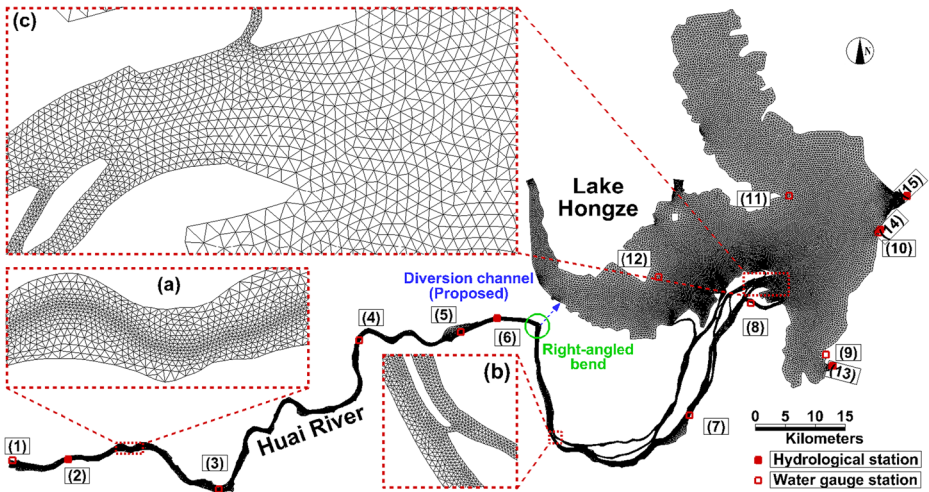 (c)
N
Lake
Hongze
(11)
(15)
(14)
(10)
(12)
(a)
Diversion channel
(Proposed)
(4)
(5)
(6)
(8)
Right-angled
bend
(9)
(13)
(b)
Huai River
(7)
0 5 10 15
Kilometers
(1)
(2)
(3)
Hydrological station
Water gauge station